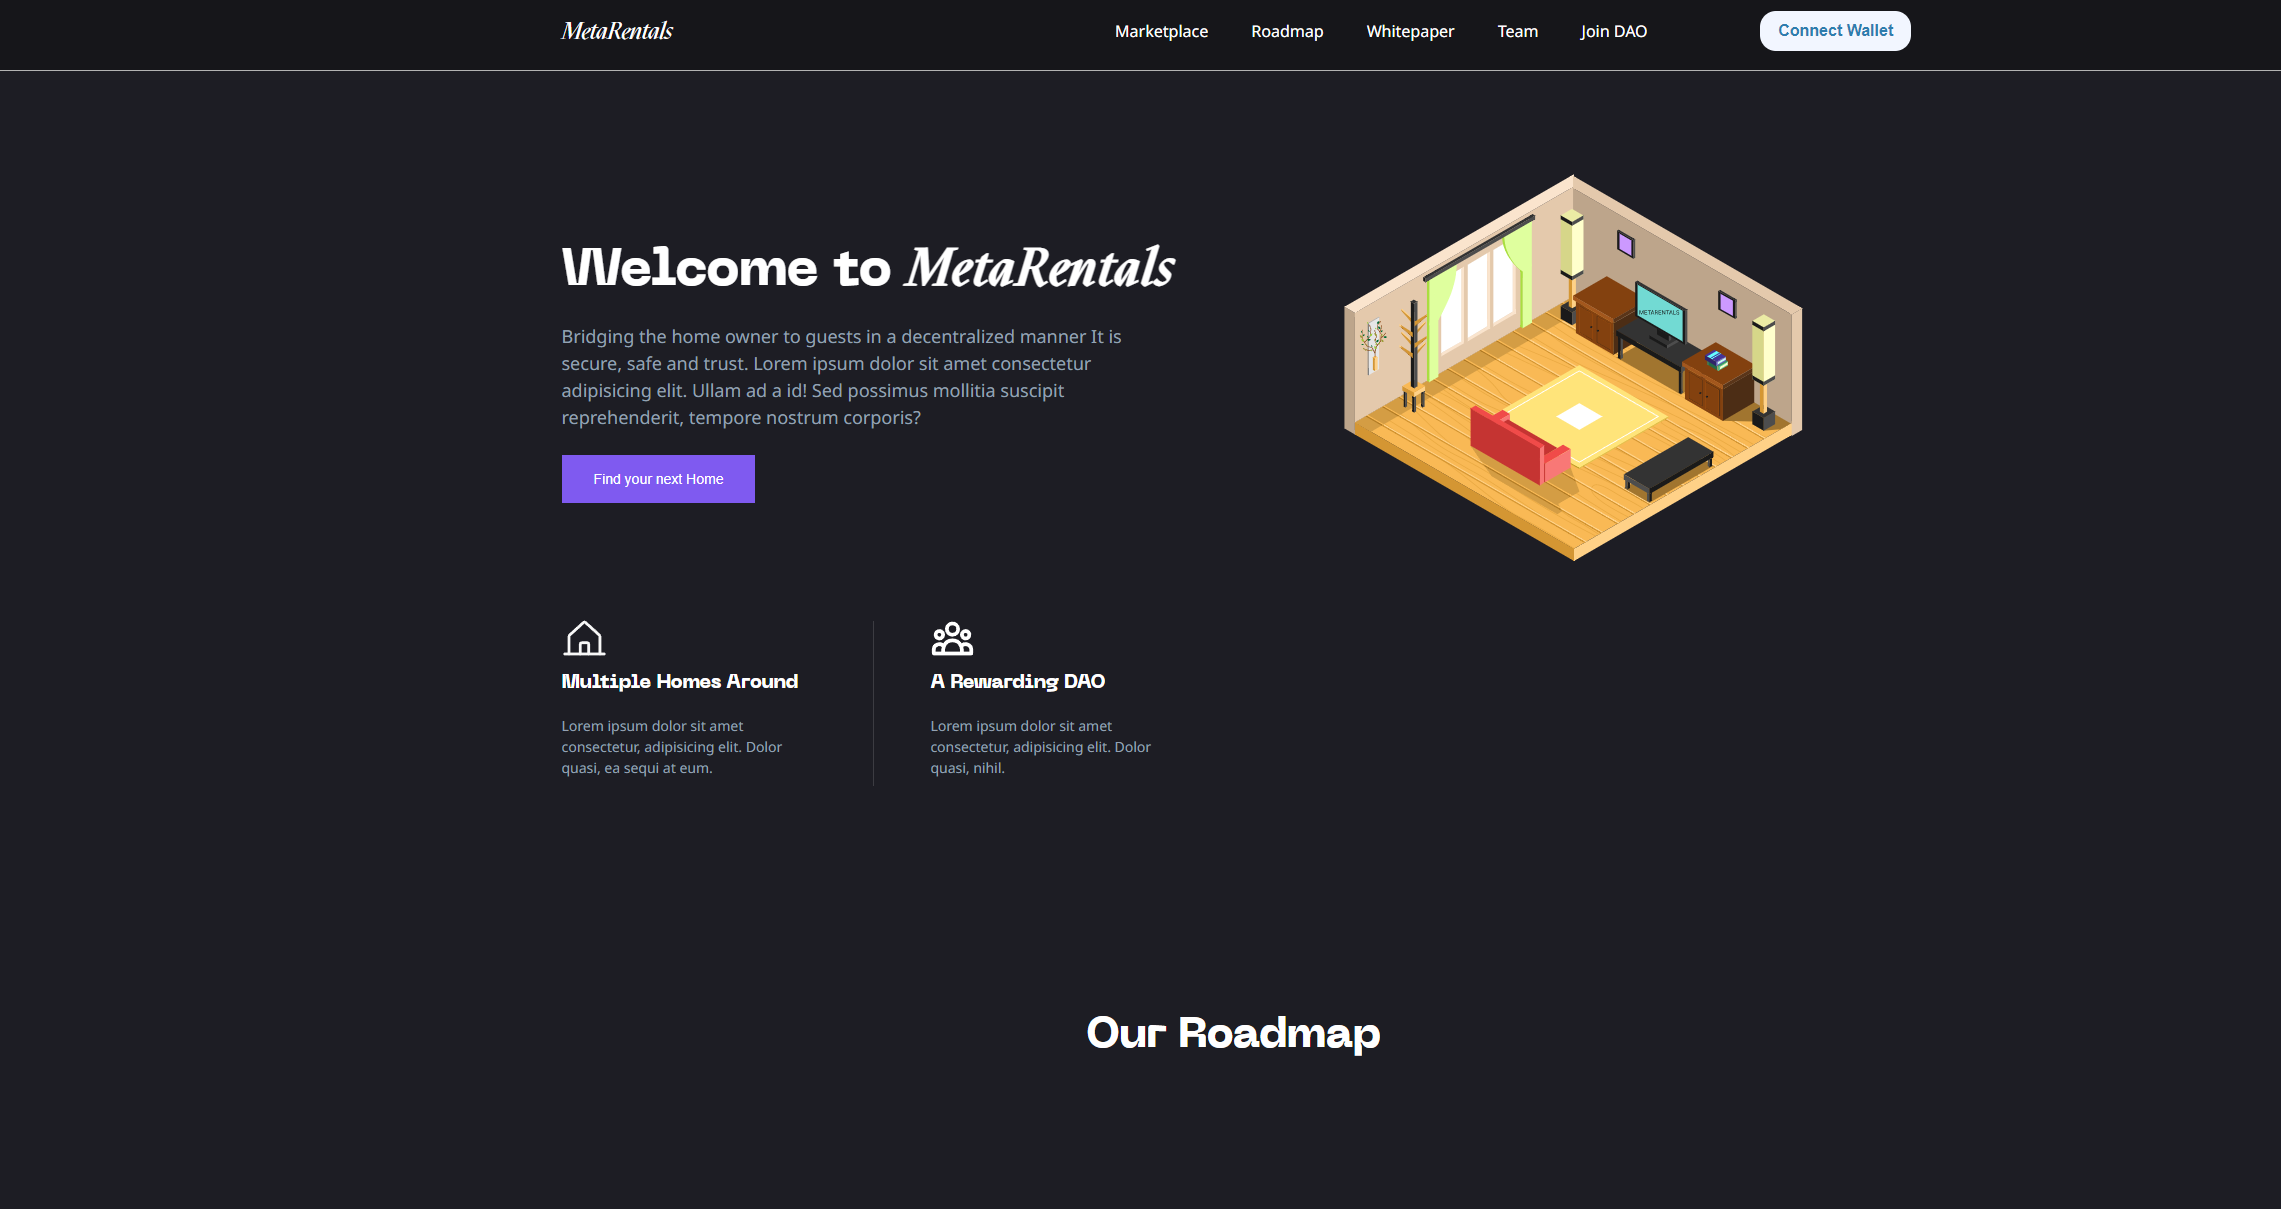 MetaRentals
Marketplace
Roadmap
Whitepaper
Team
Join DAO
Connect Wallet
Welcome to MetaRentals
Bridging the home owner to guests in a decentralized manner It is
secure, safe and trust. Lorem ipsum dolor sit amet consectetur
adipisicing elit. Ullam ad a id! Sed possimus mollitia suscipit
reprehenderit, tempore nostrum corporis?
Find your next Home
METARENTALS
Multiple Homes Around
Lorem ipsum dolor sit amet
consectetur, adipisicing elit. Dolor
quasi, ea sequi at eum.
A Rewarding DAO
Lorem ipsum dolor sit amet
consectetur, adipisicing elit. Dolor
quasi, nihil.
Our Roadmap